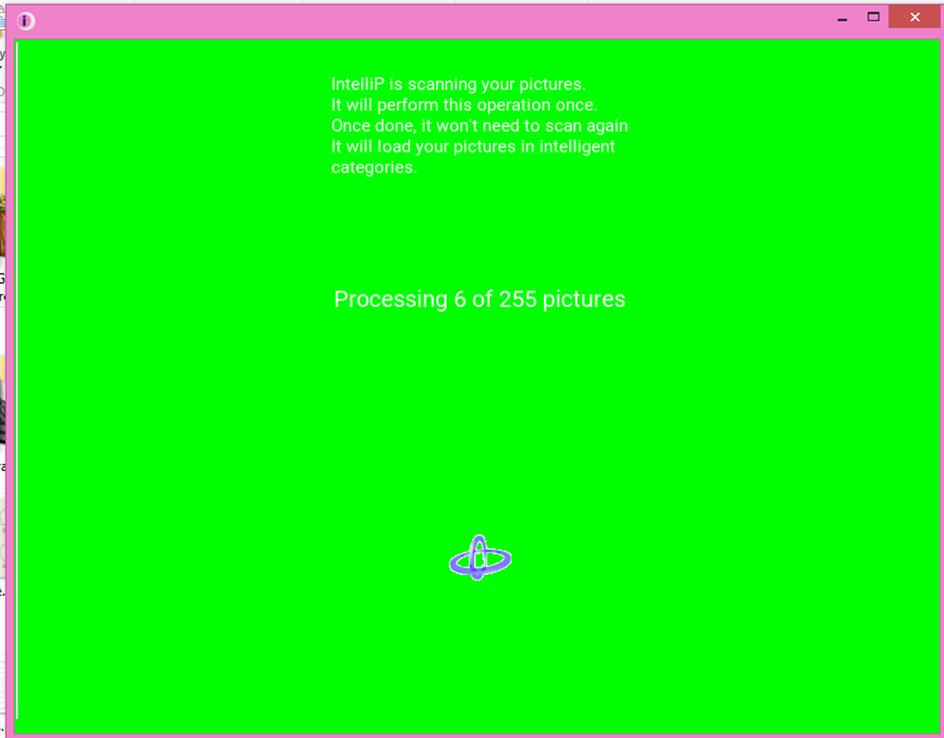 IntelliP is scanning your pictures.
It will perform this operation once.
Once done, it won't need to scan again
It will load your pictures in intelligent
categories.
Processing 6 of 255 pictures